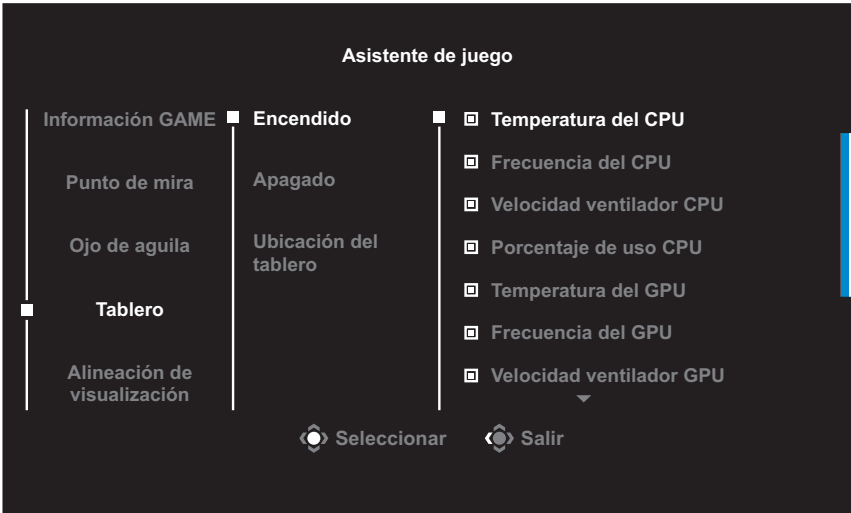 Asistente de juego
Información GAME
Punto de mira
Ojo de aguila
Tablero
Alineación de
visualización
Encendido
Apagado
Ubicación del
tablero
Temperatura del CPU
Frecuencia del CPU
Velocidad ventilador CPU
Porcentaje de uso CPU
Temperatura del GPU
Frecuencia del GPU
Velocidad ventilador GPU
Seleccionar
Salir